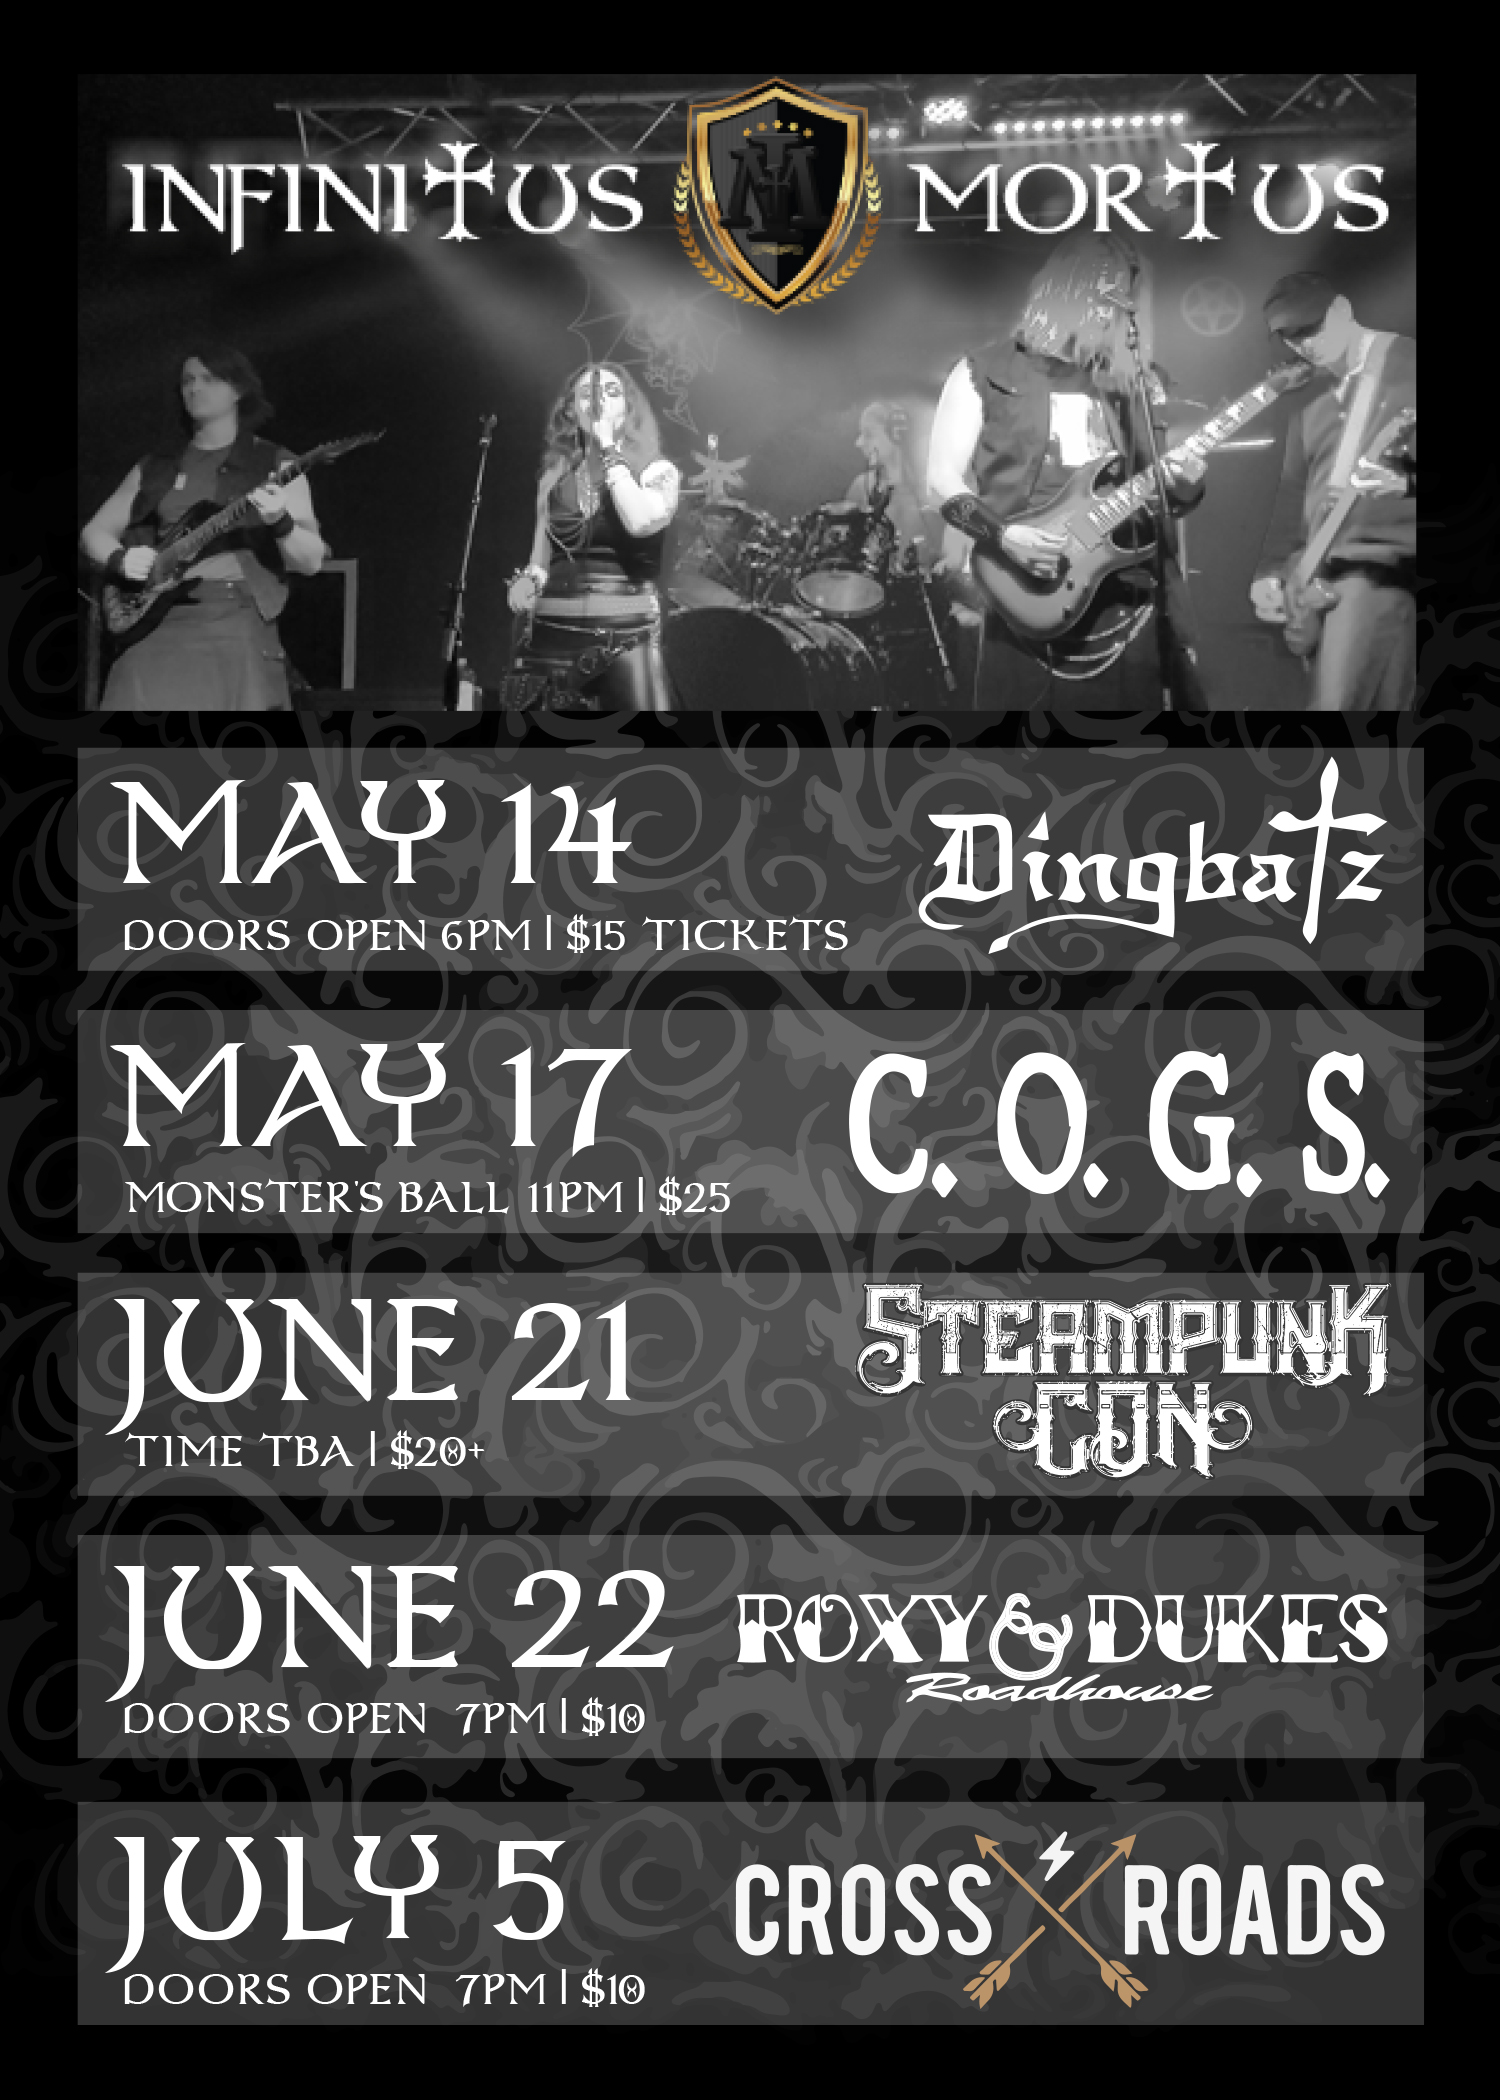 INFINITUS MORTUS
MAY 14
DOORS OPEN 6PM | $15 TICKETS
Dingbatz
MAY 17
MONSTER'S BALL 11PM | $25
C.O.G.S.
JUNE 21
TIME TBA | $20+
STEAMPUNK
CON
JUNE 22
DOORS OPEN 7PM | $10
ROXY & DUKES
Roadhouse
JULY 5
DOORS OPEN 7PM | $10
CROSS ROADS